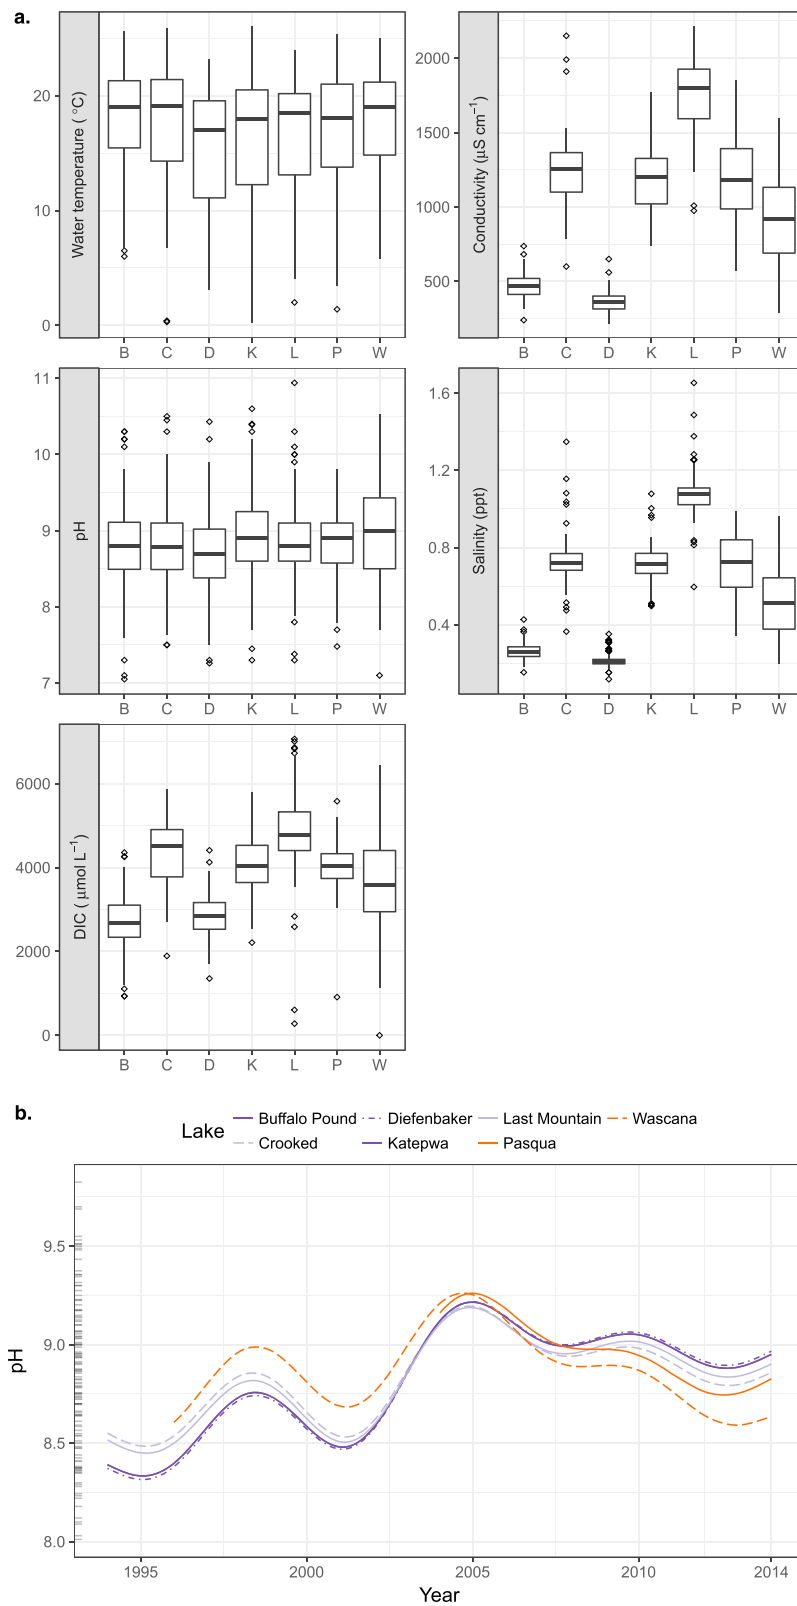 a.
Water temperature ( °C)
20
10
0
B C D K L P W
Conductivity (μS cm⁻¹)
2000
1500
1000
500
B C D K L P W
pH
11
10
9
8
7
B C D K L P W
Salinity (ppt)
1.6
1.2
0.8
0.4
B C D K L P W
DIC ( μmol L⁻¹)
6000
4000
2000
0
B C D K L P W
b.
Lake
Buffalo Pound Diefenbaker Last Mountain Wascana
Crooked Katepwa Pasqua
pH
9.5
9.0
8.5
8.0
1995 2000 2005 2010 2014
Year